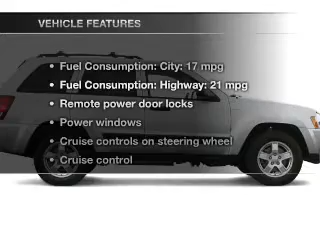 VEHICLE FEATURES
• Fuel Consumption: City: 17 mpg
• Fuel Consumption: Highway: 21 mpg
• Remote power door locks
• Power windows
• Cruise controls on steering wheel
• Cruise control